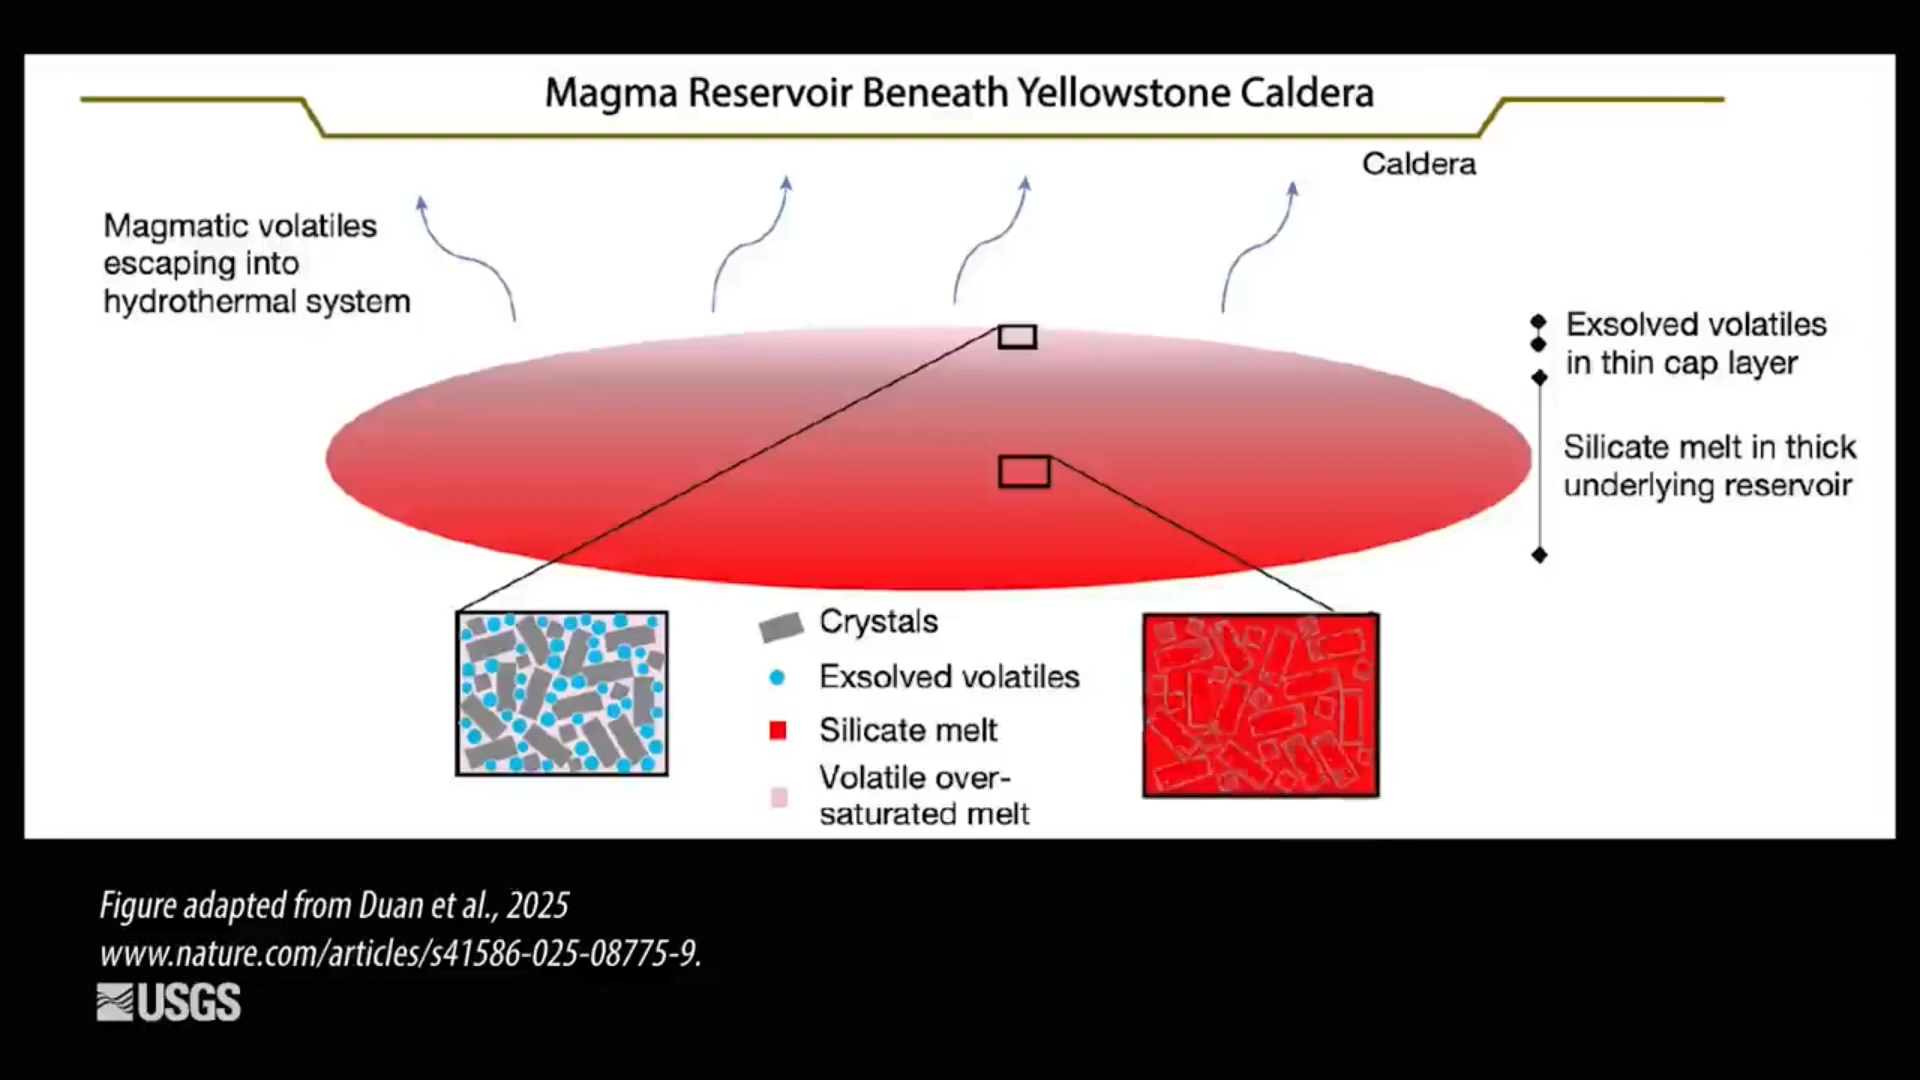 Magma Reservoir Beneath Yellowstone Caldera
Caldera
Magmatic volatiles
escaping into
hydrothermal system
Exsolved volatiles
in thin cap layer
Silicate melt in thick
underlying reservoir
Crystals
Exsolved volatiles
Silicate melt
Volatile over-
saturated melt
Figure adapted from Duan et al., 2025
www.nature.com/articles/s41586-025-08775-9.
USGS